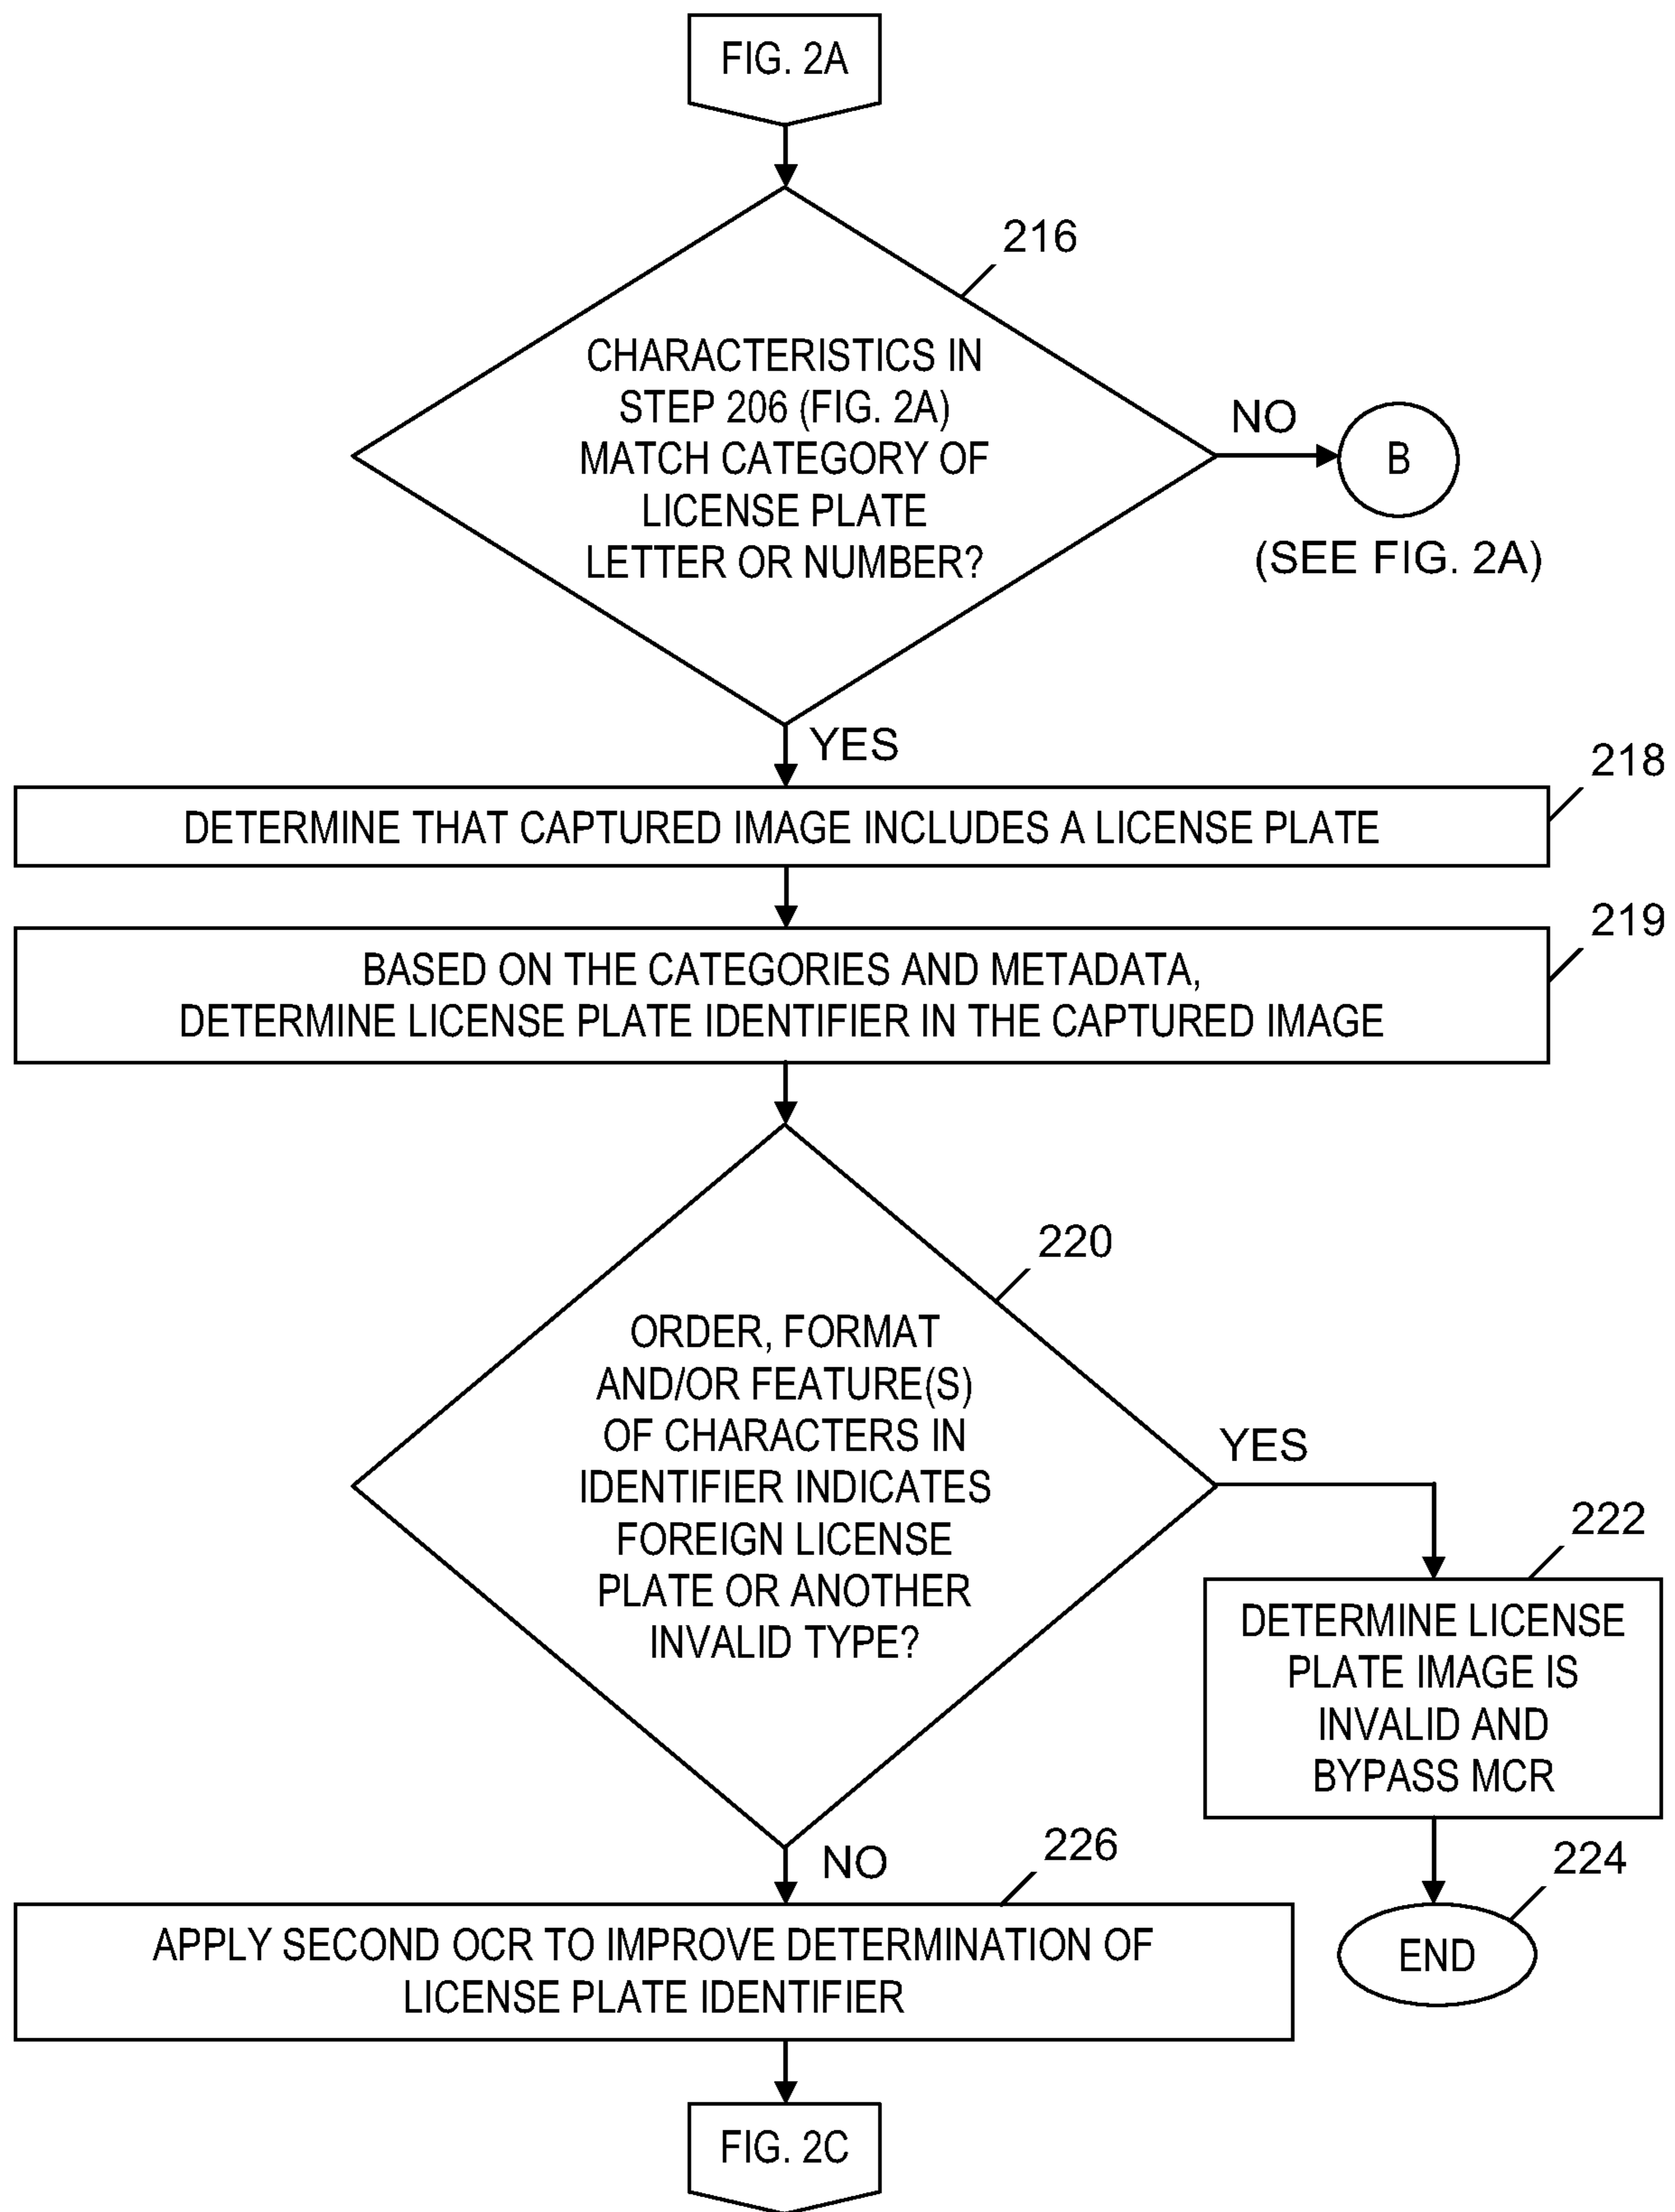 FIG. 2A
216
CHARACTERISTICS IN
STEP 206 (FIG. 2A)
MATCH CATEGORY OF
LICENSE PLATE
LETTER OR NUMBER?
NO
B
(SEE FIG. 2A)
YES
218
DETERMINE THAT CAPTURED IMAGE INCLUDES A LICENSE PLATE
219
BASED ON THE CATEGORIES AND METADATA,
DETERMINE LICENSE PLATE IDENTIFIER IN THE CAPTURED IMAGE
220
ORDER, FORMAT
AND/OR FEATURE(S)
OF CHARACTERS IN
IDENTIFIER INDICATES
FOREIGN LICENSE
PLATE OR ANOTHER
INVALID TYPE?
YES
222
DETERMINE LICENSE
PLATE IMAGE IS
INVALID AND
BYPASS MCR
224
END
NO
226
APPLY SECOND OCR TO IMPROVE DETERMINATION OF
LICENSE PLATE IDENTIFIER
FIG. 2C